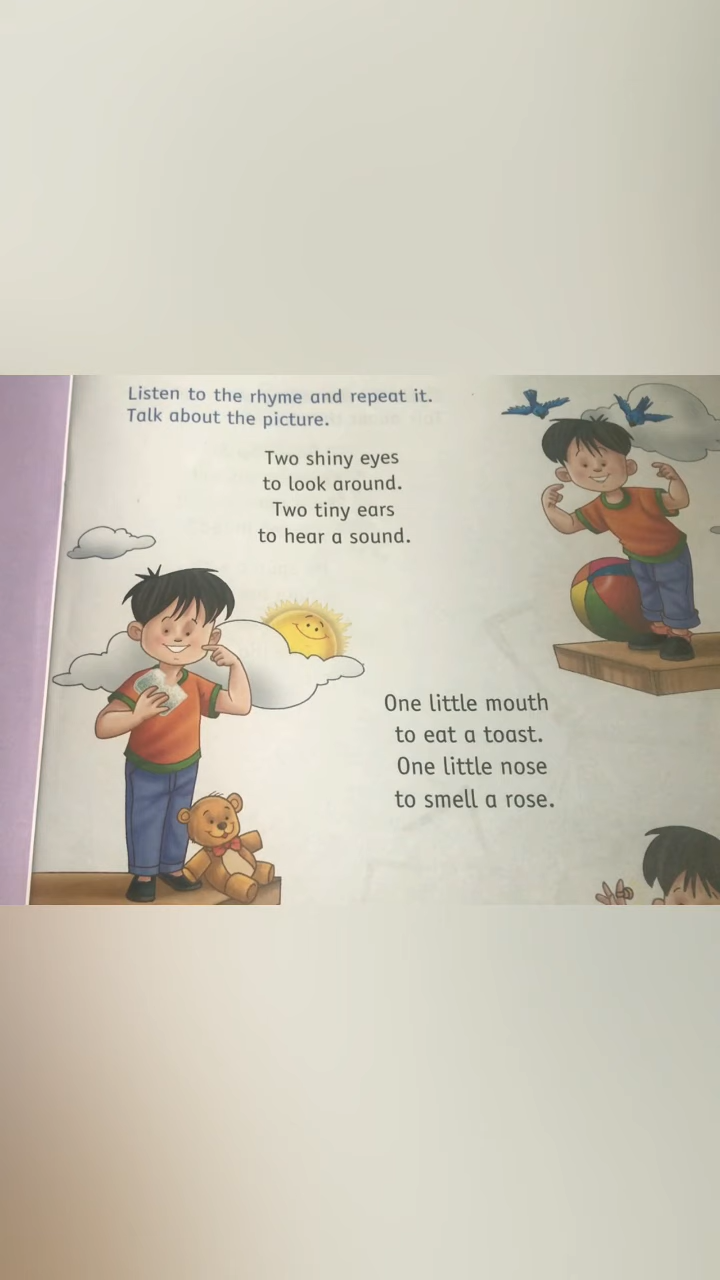 Listen to the rhyme and repeat it.
Talk about the picture.
Two shiny eyes
to look around.
Two tiny ears
to hear a sound.
One little mouth
to eat a toast.
One little nose
to smell a rose.